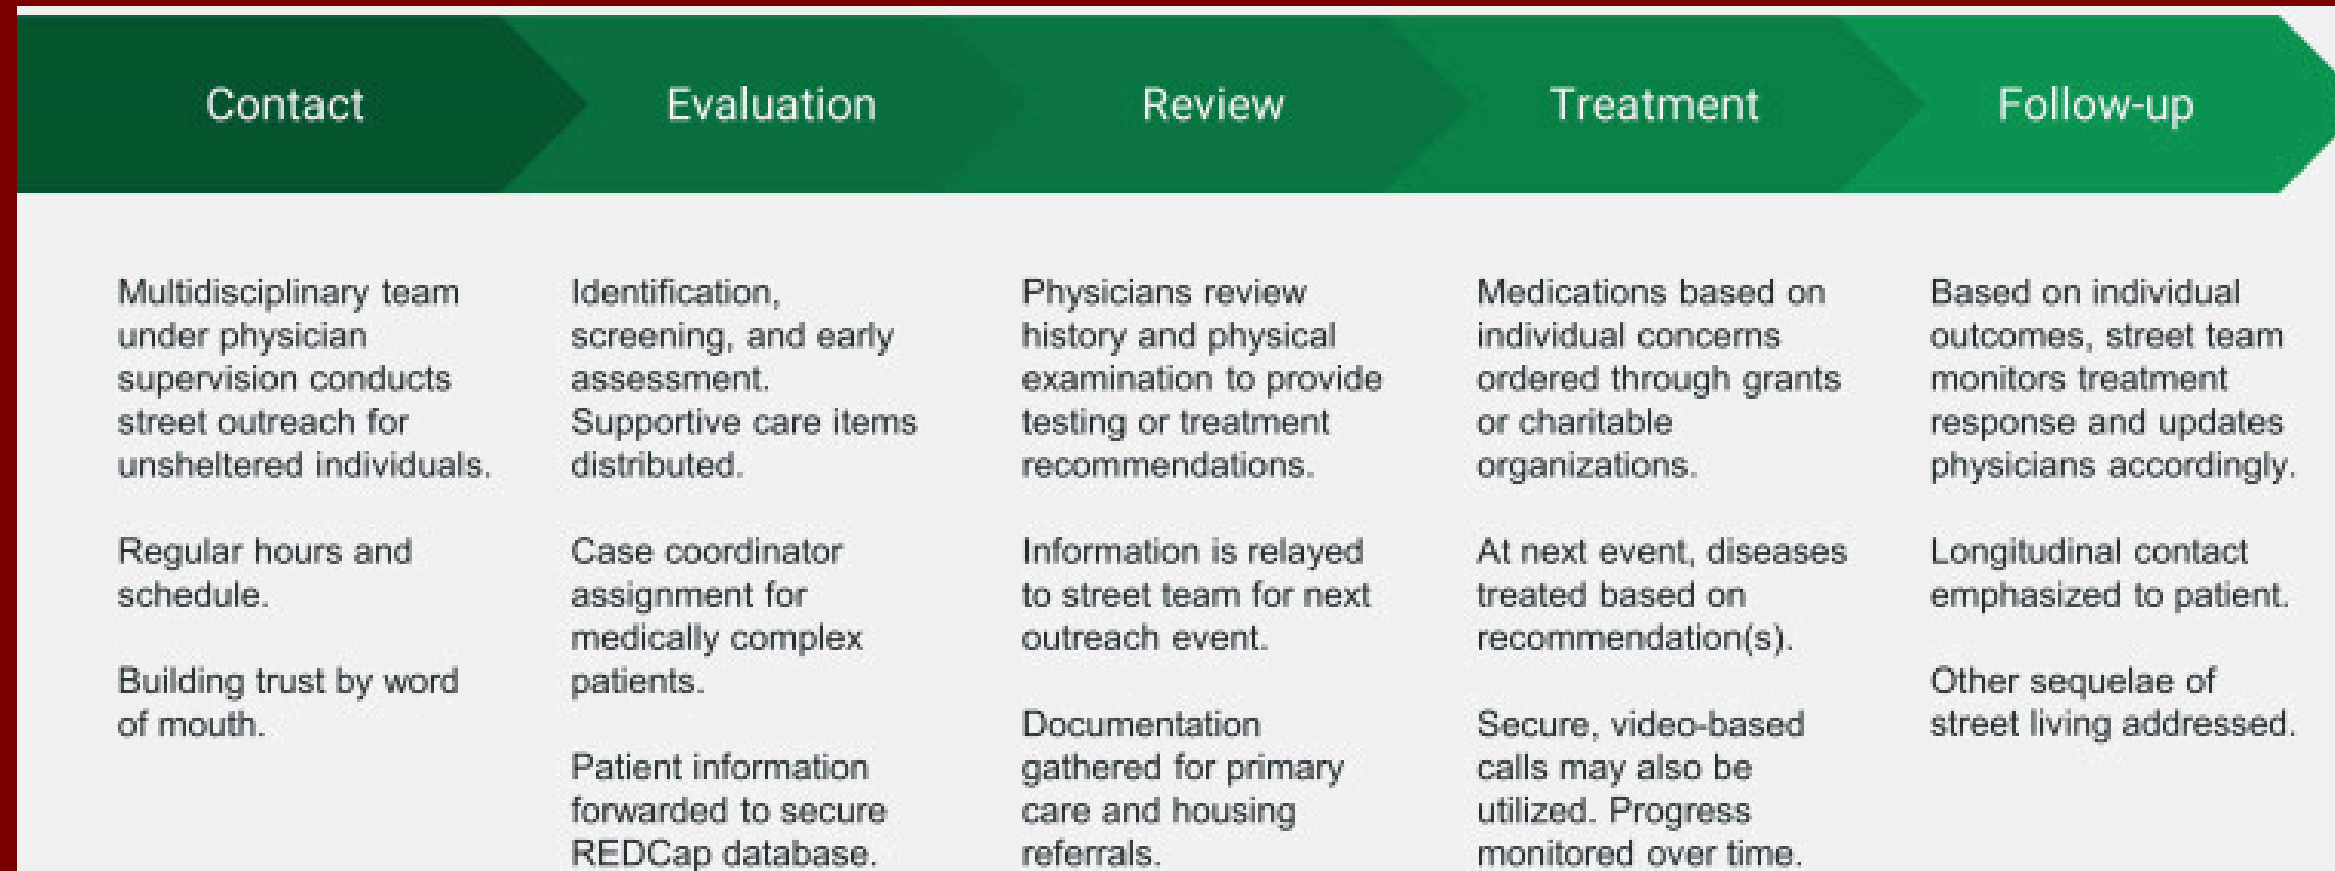 Contact
Evaluation
Review
Treatment
Follow-up
Multidisciplinary team
under physician
supervision conducts
street outreach for
unsheltered individuals.
Regular hours and
schedule.
Building trust by word
of mouth.
Identification,
screening, and early
assessment.
Supportive care items
distributed.
Case coordinator
assignment for
medically complex
patients.
Patient information
forwarded to secure
REDCap database.
Physicians review
history and physical
examination to provide
testing or treatment
recommendations.
Information is relayed
to street team for next
outreach event.
Documentation
gathered for primary
care and housing
referrals.
Medications based on
individual concerns
ordered through grants
or charitable
organizations.
At next event, diseases
treated based on
recommendation(s).
Secure, video-based
calls may also be
utilized. Progress
monitored over time.
Based on individual
outcomes, street team
monitors treatment
response and updates
physicians accordingly.
Longitudinal contact
emphasized to patient.
Other sequelae of
street living addressed.